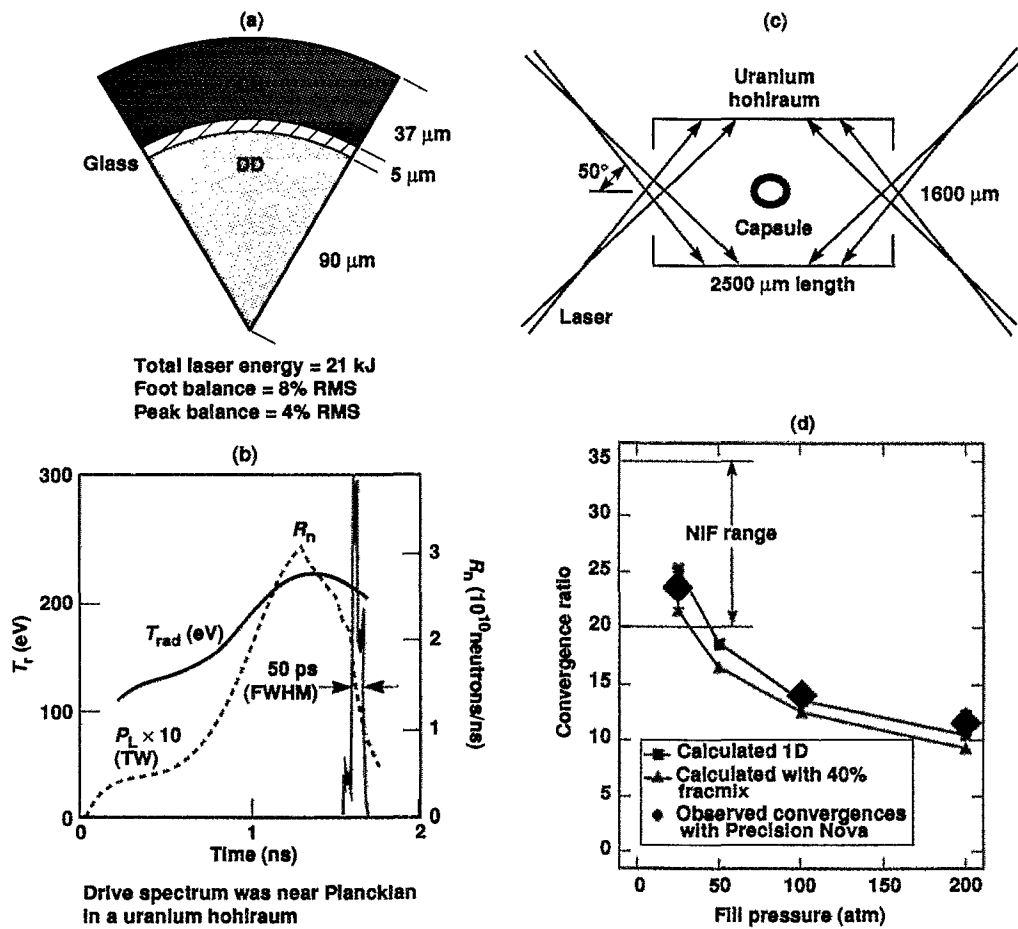 (a)
37 μm
Glass
DD
5 μm
90 μm
Total laser energy = 21 kJ
Foot balance = 8% RMS
Peak balance = 4% RMS
(c)
Uranium
hohlraum
50°
1600 μm
Capsule
2500 μm length
Laser
(b)
300
200
100
0
Tr (eV)
Rn
Trad (eV)
50 ps
(FWHM)
PL × 10
(TW)
3
2
1
0
Rn (10^10 neutrons/ns)
0
1
2
Time (ns)
Drive spectrum was near Planckian
in a uranium hohlraum
(d)
35
30
25
20
15
10
5
0
Convergence ratio
NIF range
Calculated 1D
Calculated with 40%
fracmix
Observed convergences
with Precision Nova
0
50
100
150
200
Fill pressure (atm)